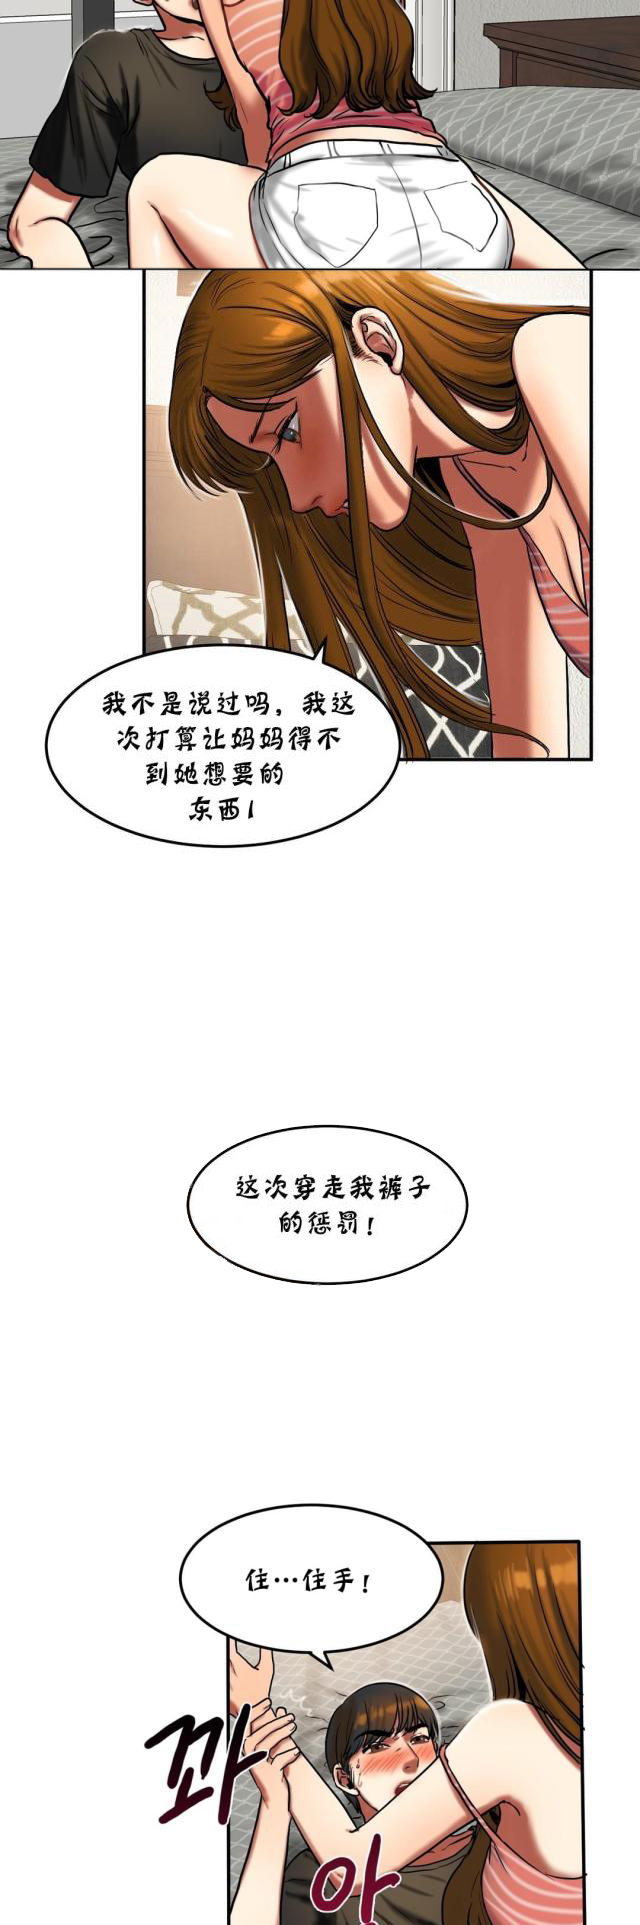 我不是说过吗，我这
次打算让妈妈得不
到她想要的
东西！
这次穿走我裤子
的惩罚！
住…住手！
꽈
악